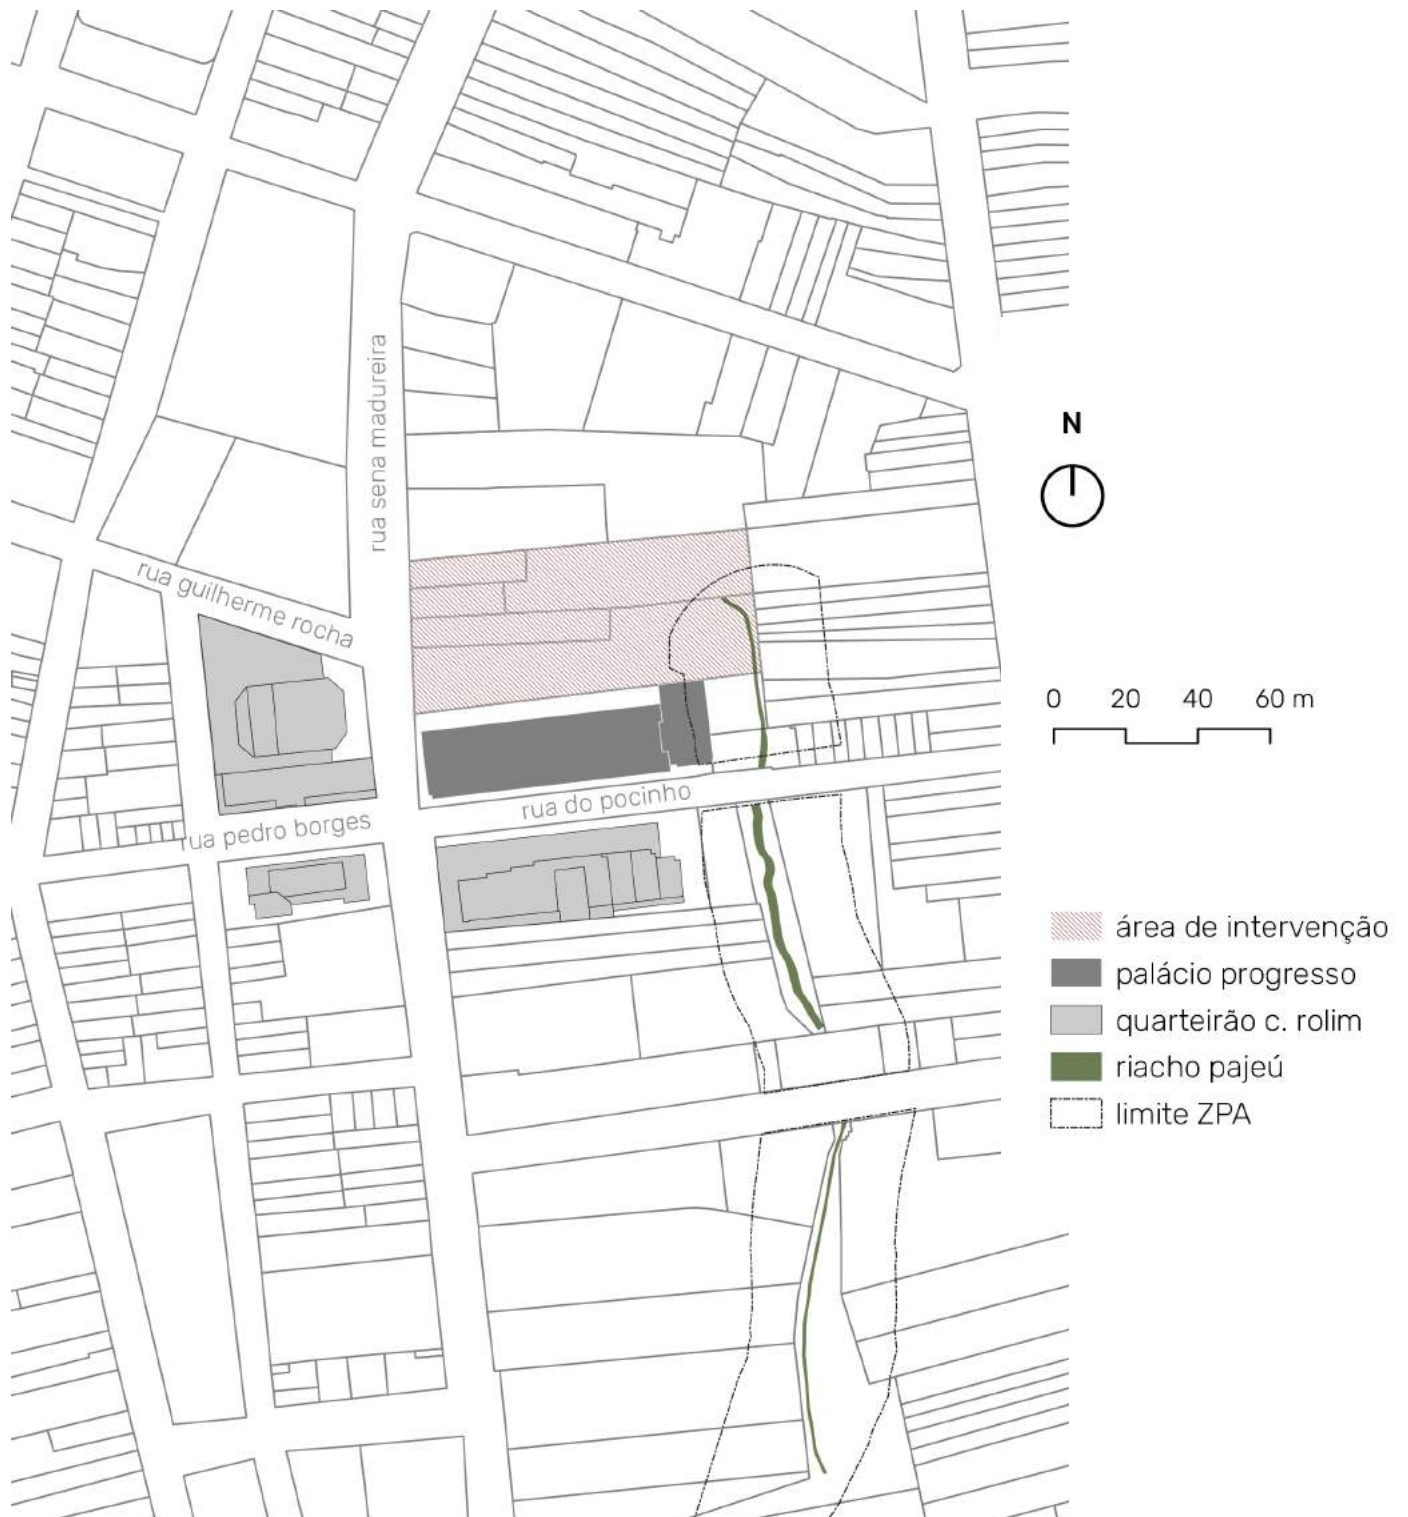 rua sena madureira
N
rua guilherme rocha
0 20 40 60 m
rua do pocinho
rua pedro borges
área de intervenção
palácio progresso
quarteirão c. rolim
riacho pajeú
limite ZPA